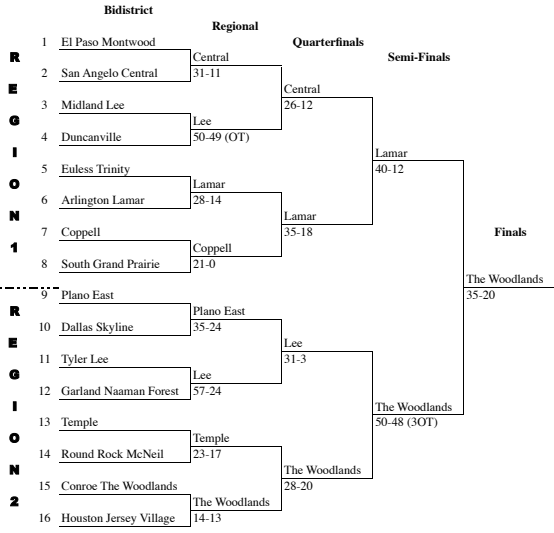 Bidistrict
Regional
Quarterfinals
Semi-Finals
Finals
REGION 1
1 El Paso Montwood
2 San Angelo Central
3 Midland Lee
4 Duncanville
5 Euless Trinity
6 Arlington Lamar
7 Coppell
8 South Grand Prairie
REGION 2
9 Plano East
10 Dallas Skyline
11 Tyler Lee
12 Garland Naaman Forest
13 Temple
14 Round Rock McNeil
15 Conroe The Woodlands
16 Houston Jersey Village
Central
31-11
Lee
50-49 (OT)
Lamar
28-14
Coppell
21-0
Plano East
35-24
Lee
57-24
Temple
23-17
The Woodlands
14-13
Central
26-12
Lamar
35-18
Lee
31-3
The Woodlands
28-20
Lamar
40-12
The Woodlands
50-48 (3OT)
The Woodlands
35-20